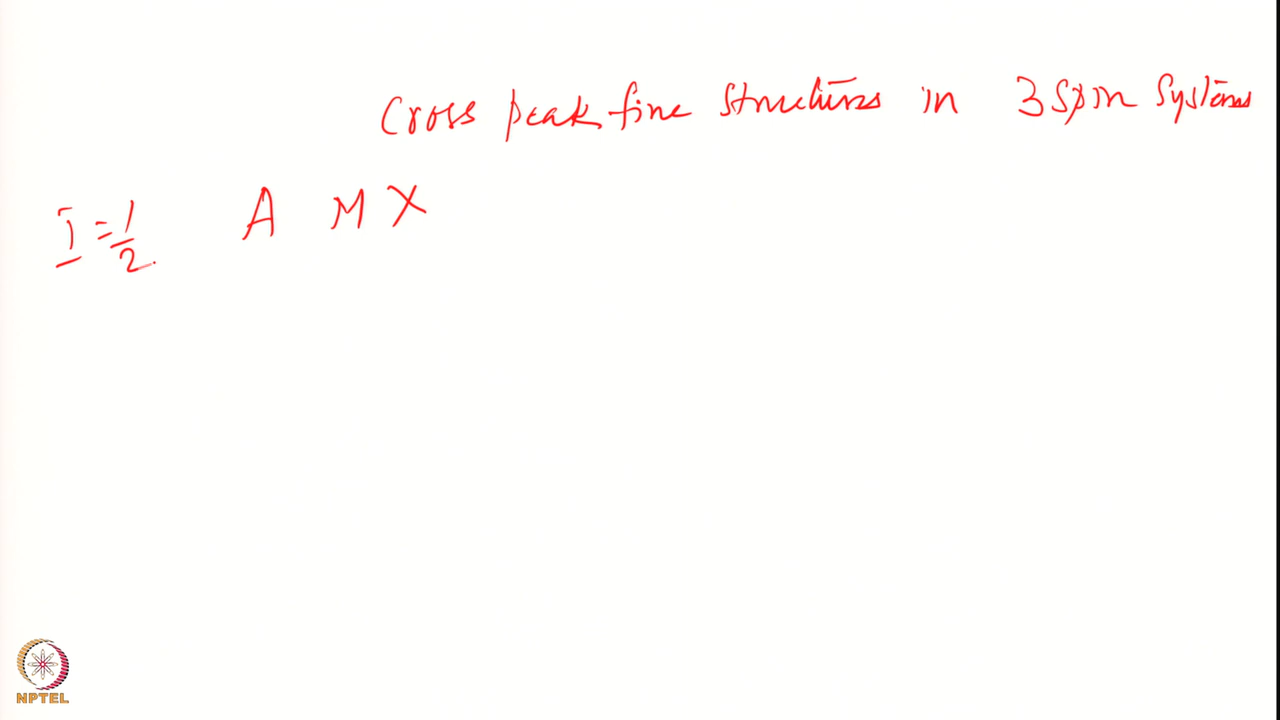 Cross peak fine structures in 3 spin systems
I = 1/2 A M X
NPTEL